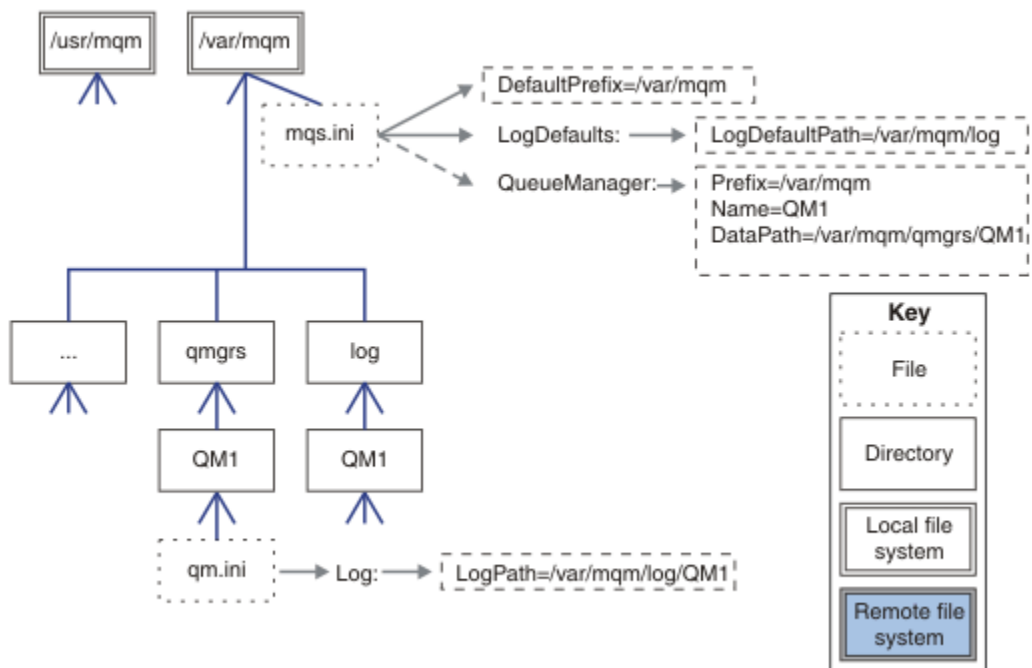 /usr/mqm
/var/mqm
mqs.ini
DefaultPrefix=/var/mqm
LogDefaults:
LogDefaultPath=/var/mqm/log
QueueManager:
Prefix=/var/mqm
Name=QM1
DataPath=/var/mqm/qmgrs/QM1
...
qmgrs
log
QM1
QM1
qm.ini
Log:
LogPath=/var/mqm/log/QM1
Key
File
Directory
Local file
system
Remote file
system